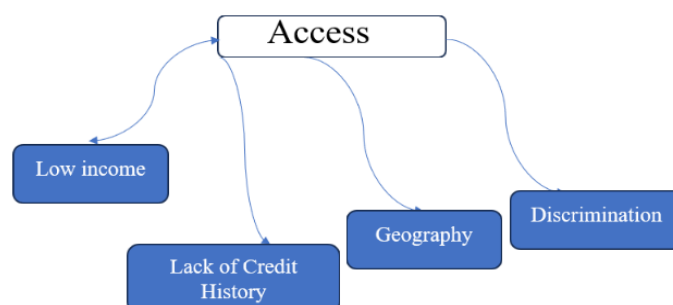 Access
Low income
Lack of Credit
History
Geography
Discrimination